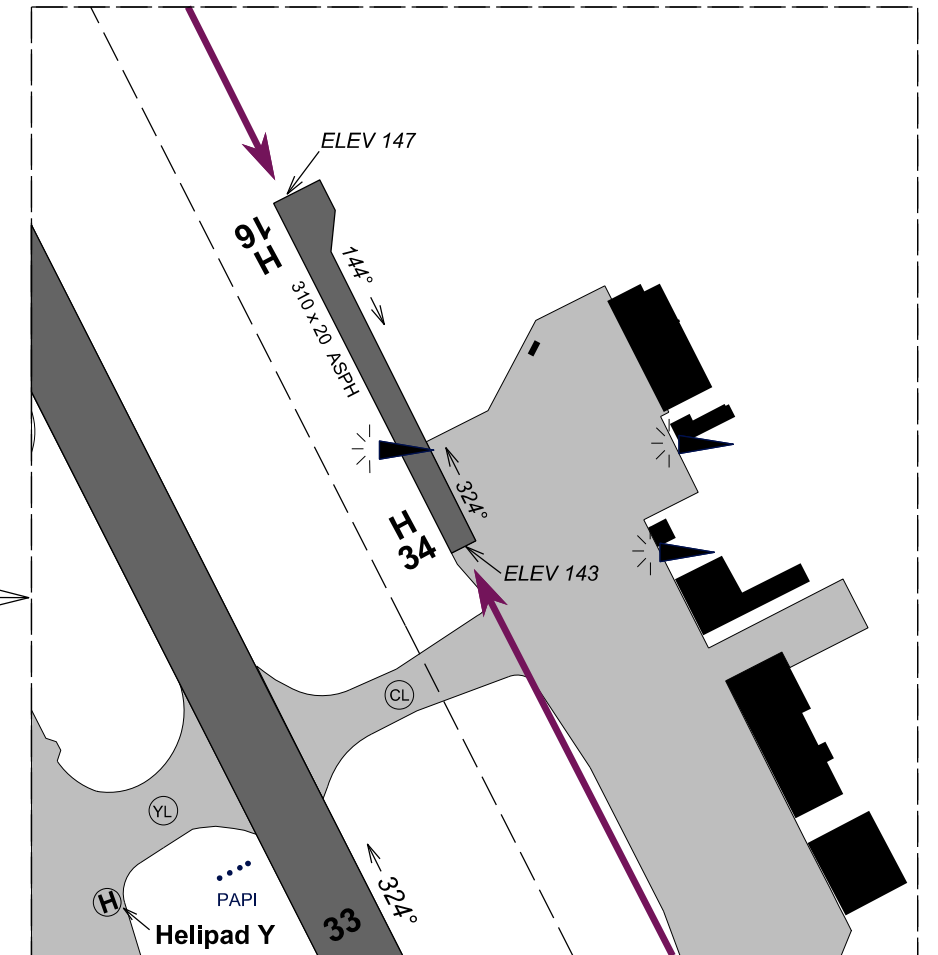 ELEV 147
16
H
144°
310 x 20 ASPH
324°
H
34
ELEV 143
CL
YL
PAPI
324°
H
Helipad Y
33